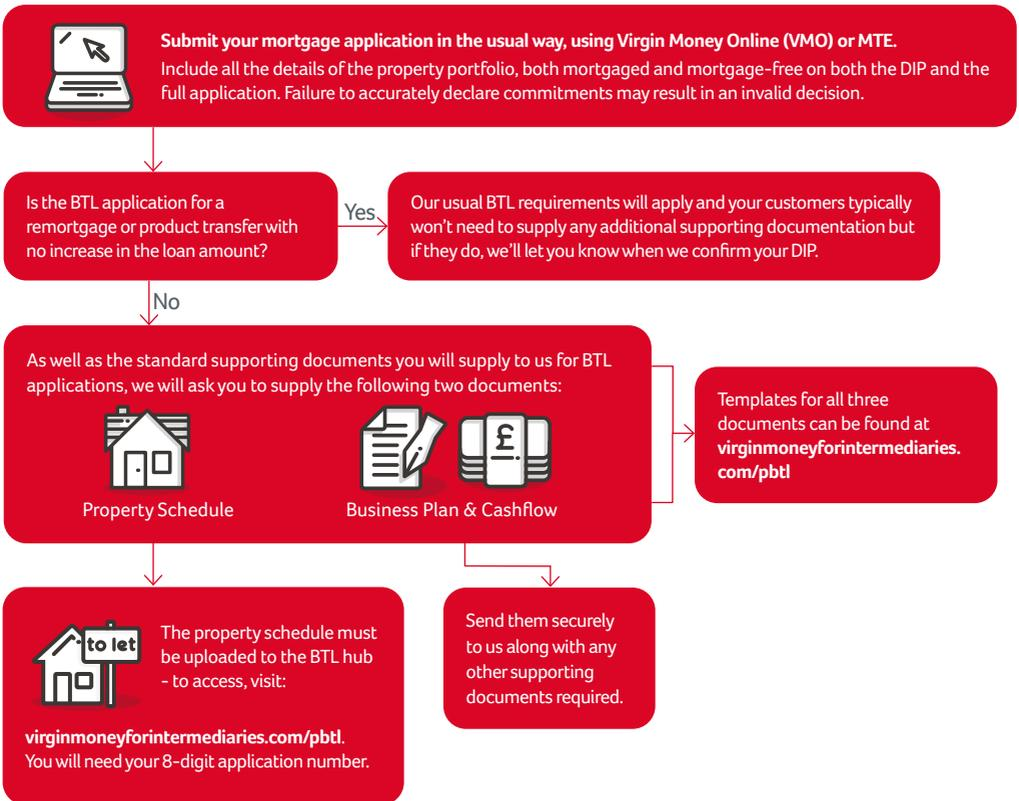 Submit your mortgage application in the usual way, using Virgin Money Online (VMO) or MTE.
Include all the details of the property portfolio, both mortgaged and mortgage-free on both the DIP and the
full application. Failure to accurately declare commitments may result in an invalid decision.
Is the BTL application for a
remortgage or product transfer with
no increase in the loan amount?
Yes
Our usual BTL requirements will apply and your customers typically
won't need to supply any additional supporting documentation but
if they do, we'll let you know when we confirm your DIP.
No
As well as the standard supporting documents you will supply to us for BTL
applications, we will ask you to supply the following two documents:
£
Property Schedule
Business Plan & Cashflow
Templates for all three
documents can be found at
virginmoneyforintermediaries.
com/pbtl
to let
The property schedule must
be uploaded to the BTL hub
- to access, visit:
virginmoneyforintermediaries.com/pbtl.
You will need your 8-digit application number.
Send them securely
to us along with any
other supporting
documents required.